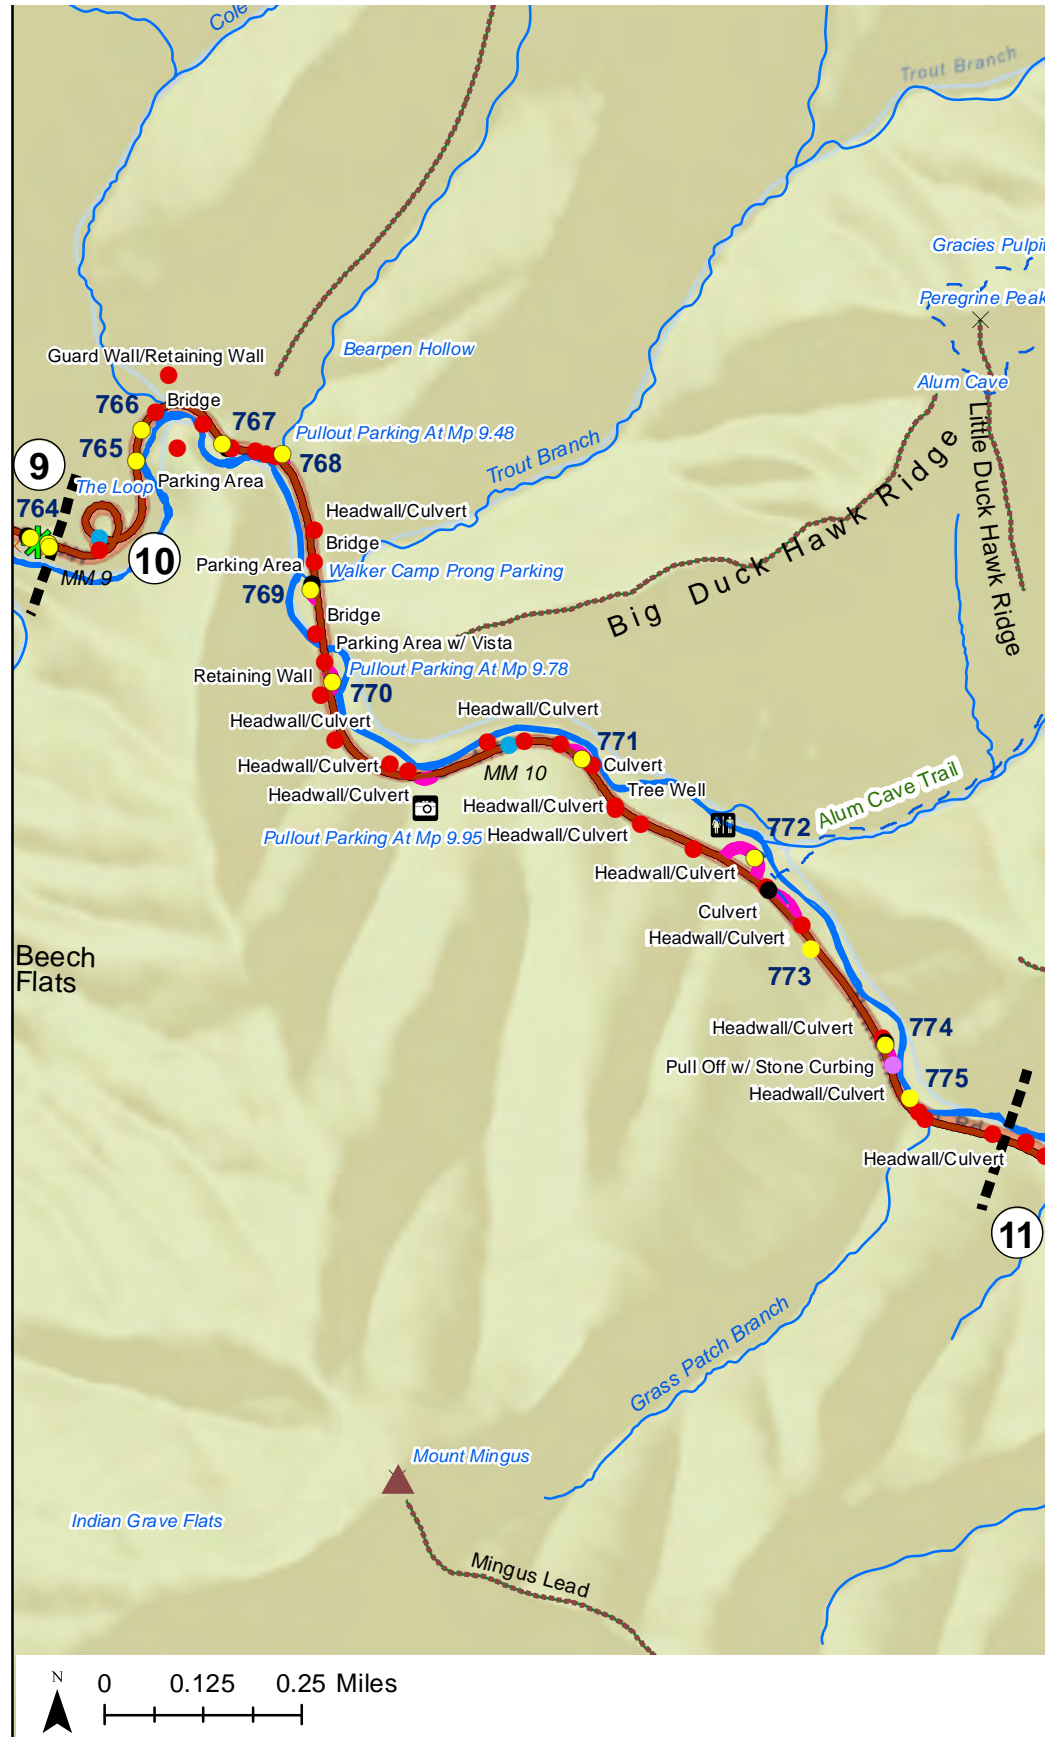 Cole
Trout Branch
Gracies Pulpit
Peregrine Peak
Bearpen Hollow
Guard Wall/Retaining Wall
Alum Cave
766
Bridge
767
Pullout Parking At Mp 9.48
765
768
Trout Branch
9
The Loop
Parking Area
764
Headwall/Culvert
Bridge
10
MM 9
Parking Area
Walker Camp Prong Parking
769
Big Duck Hawk Ridge
Little Duck Hawk Ridge
Bridge
Parking Area w/ Vista
Retaining Wall
Pullout Parking At Mp 9.78
770
Headwall/Culvert
Headwall/Culvert
771
Headwall/Culvert
MM 10
Culvert
Headwall/Culvert
Tree Well
Alum Cave Trail
Headwall/Culvert
Pullout Parking At Mp 9.95
Headwall/Culvert
772
Headwall/Culvert
Culvert
Headwall/Culvert
Beech
Flats
773
Headwall/Culvert
774
Pull Off w/ Stone Curbing
775
Headwall/Culvert
Rd
Headwall/Culvert
11
Grass Patch Branch
Mount Mingus
Indian Grave Flats
Mingus Lead
N
0 0.125 0.25 Miles